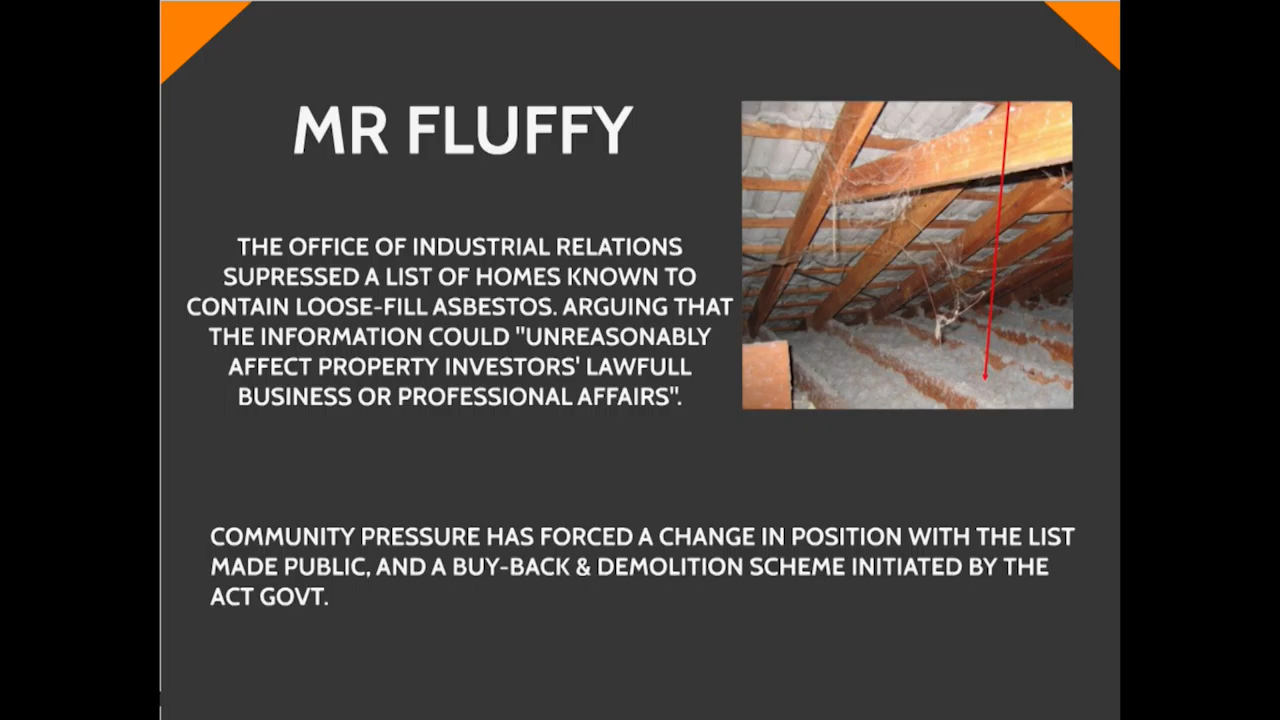 MR FLUFFY
THE OFFICE OF INDUSTRIAL RELATIONS
SUPRESSED A LIST OF HOMES KNOWN TO
CONTAIN LOOSE-FILL ASBESTOS. ARGUING THAT
THE INFORMATION COULD "UNREASONABLY
AFFECT PROPERTY INVESTORS' LAWFULL
BUSINESS OR PROFESSIONAL AFFAIRS".
COMMUNITY PRESSURE HAS FORCED A CHANGE IN POSITION WITH THE LIST
MADE PUBLIC, AND A BUY-BACK & DEMOLITION SCHEME INITIATED BY THE
ACT GOVT.